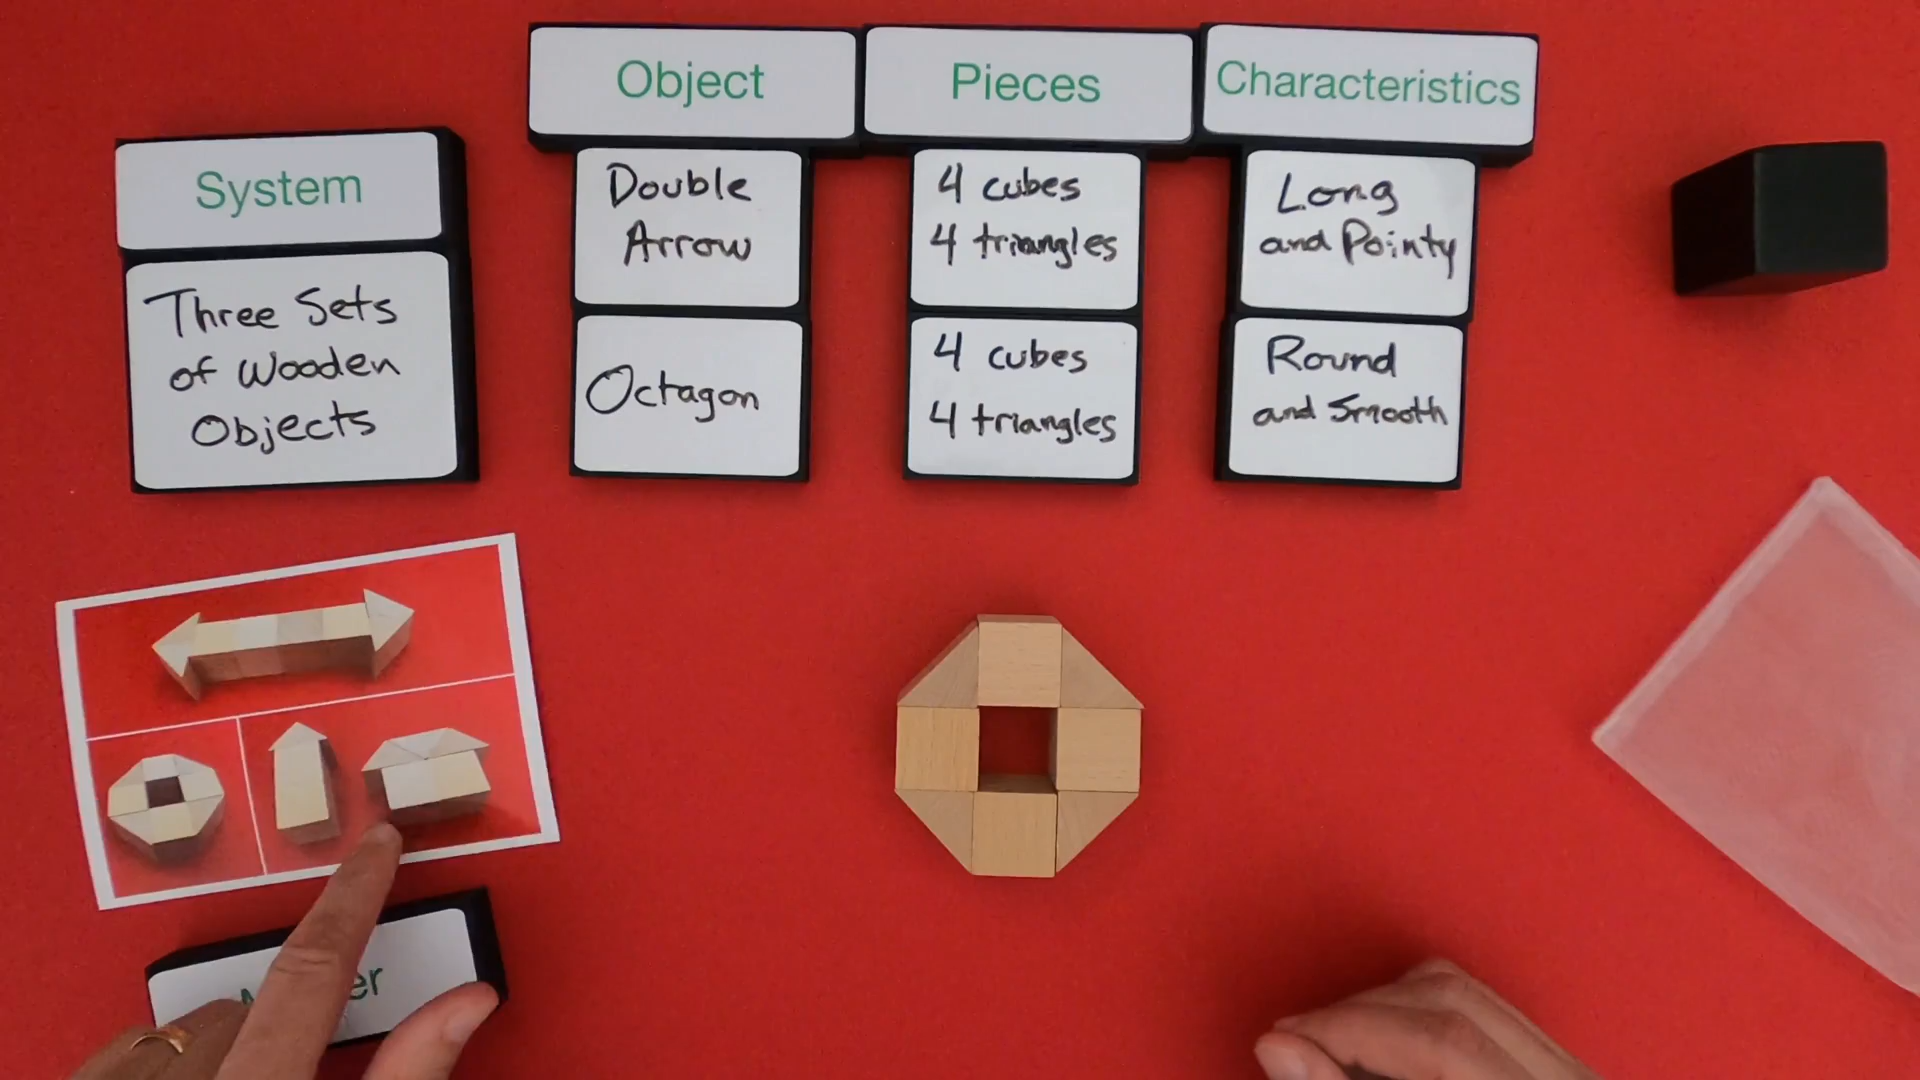 Object
Pieces
Characteristics
System
Three Sets
of Wooden
Objects
Double
Arrow
4 cubes
4 triangles
Long
and Pointy
Octagon
4 cubes
4 triangles
Round
and Smooth